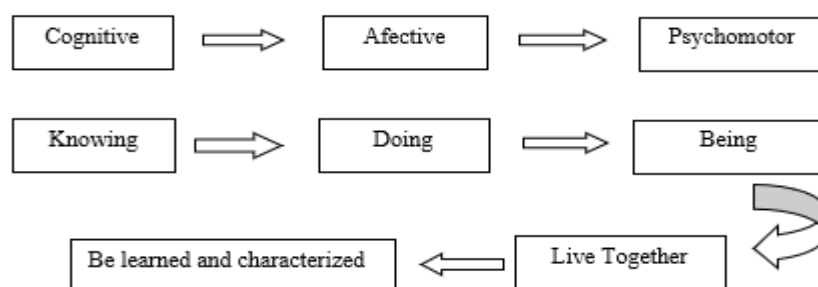 Cognitive Afective Psychomotor
Knowing Doing Being
Be learned and characterized Live Together